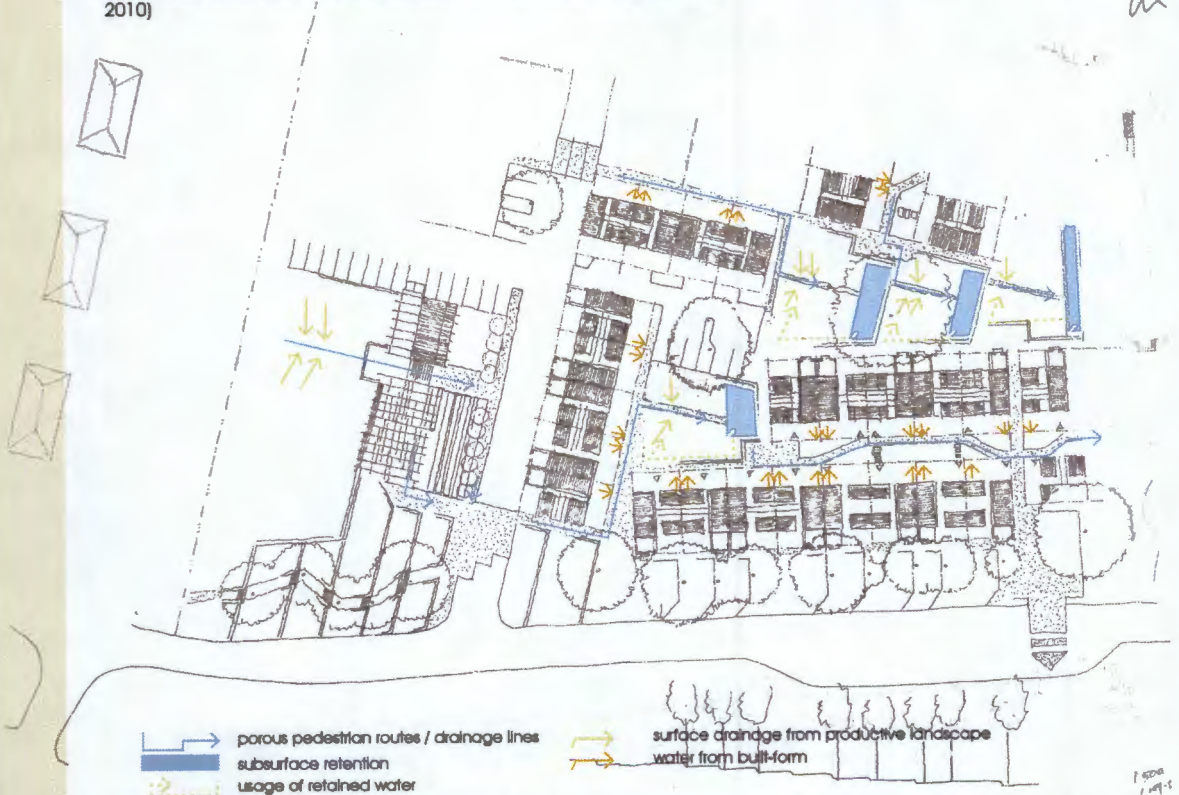 2010)
porous pedestrian routes / drainage lines
subsurface retention
usage of retained water
surface drainage from productive landscape
water from built-form